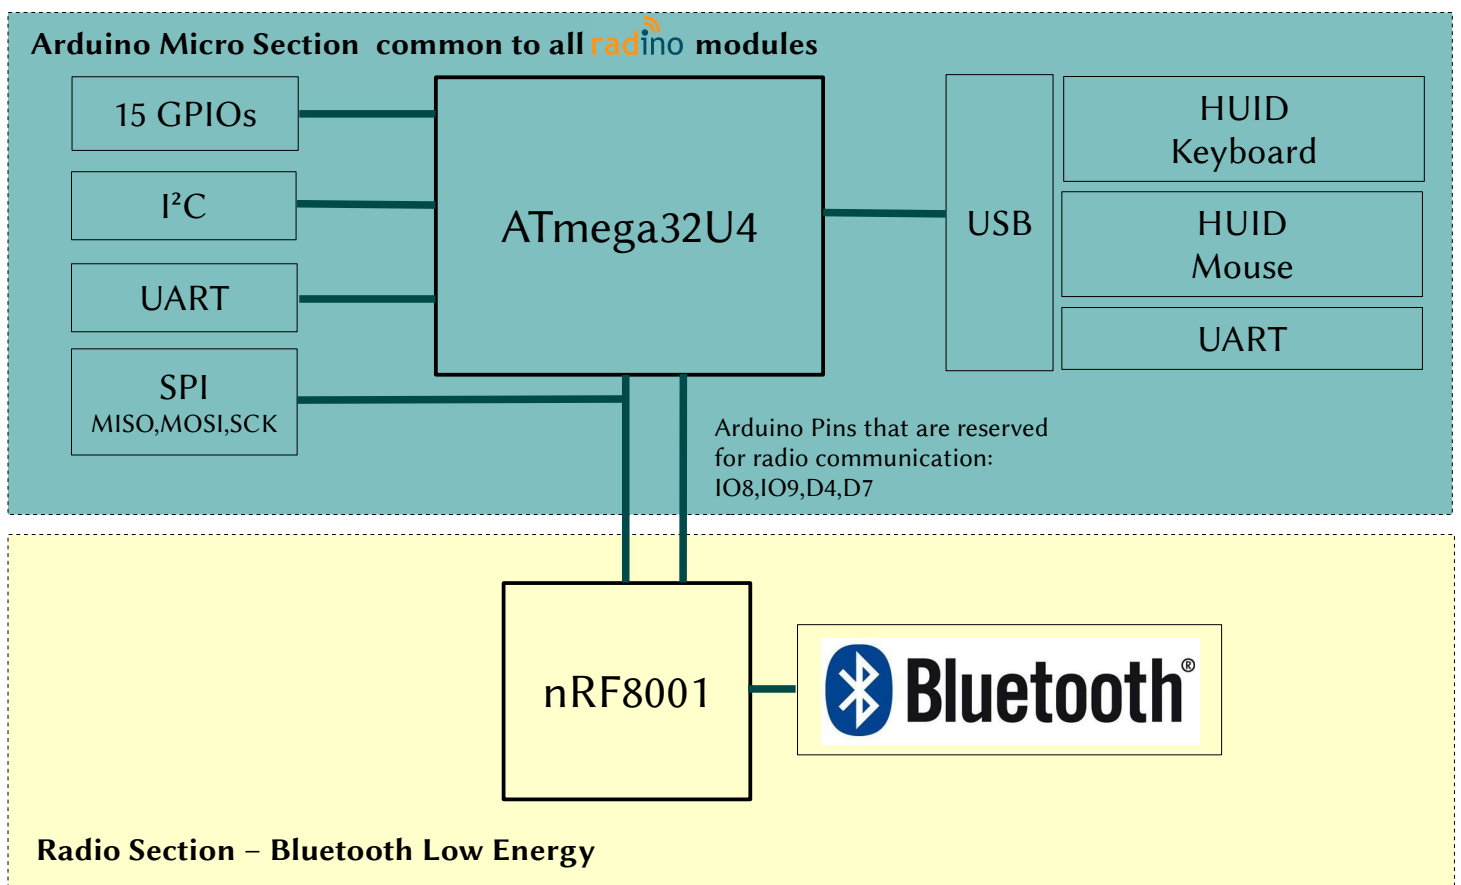 Arduino Micro Section common to all radino modules
15 GPIOs
I²C
UART
SPI
MISO,MOSI,SCK
ATmega32U4
USB
HUID
Keyboard
HUID
Mouse
UART
Arduino Pins that are reserved
for radio communication:
IO8,IO9,D4,D7
nRF8001
Bluetooth®
Radio Section – Bluetooth Low Energy